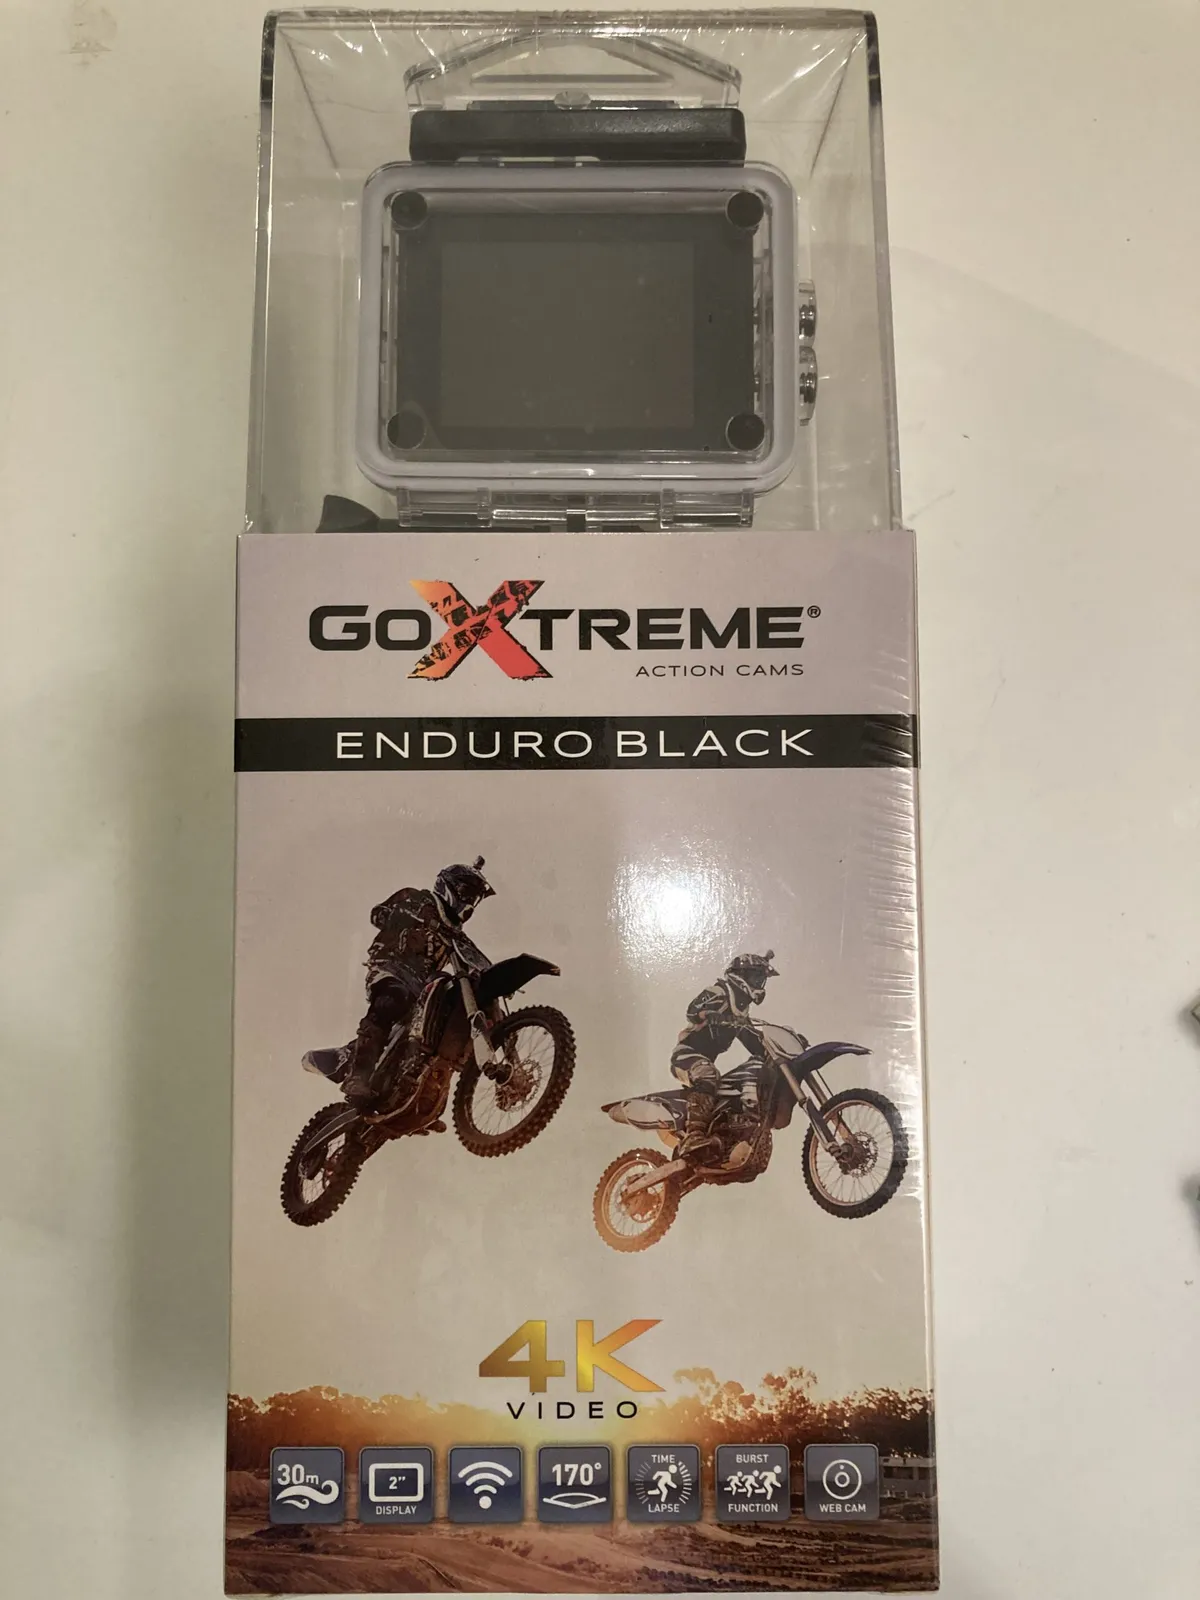 GOXTREME®
ACTION CAMS
ENDURO BLACK
4K
VIDEO
30m
2"
DISPLAY
170°
TIME
LAPSE
BURST
FUNCTION
WEB CAM